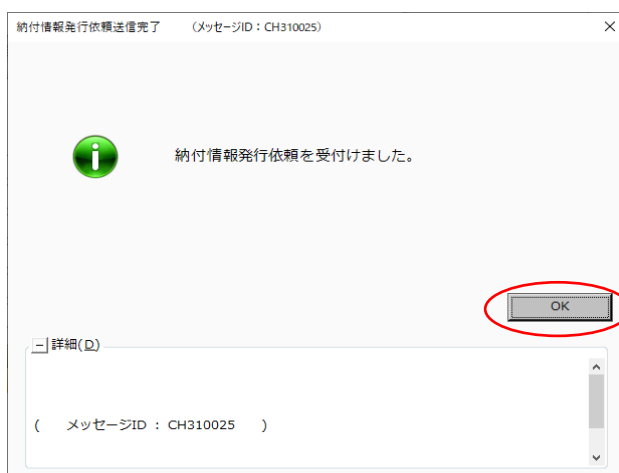 納付情報発行依頼送信完了　　（メッセージID：CH310025）
納付情報発行依頼を受付けました。
OK
詳細(D)
(　　メッセージID ： CH310025　　)